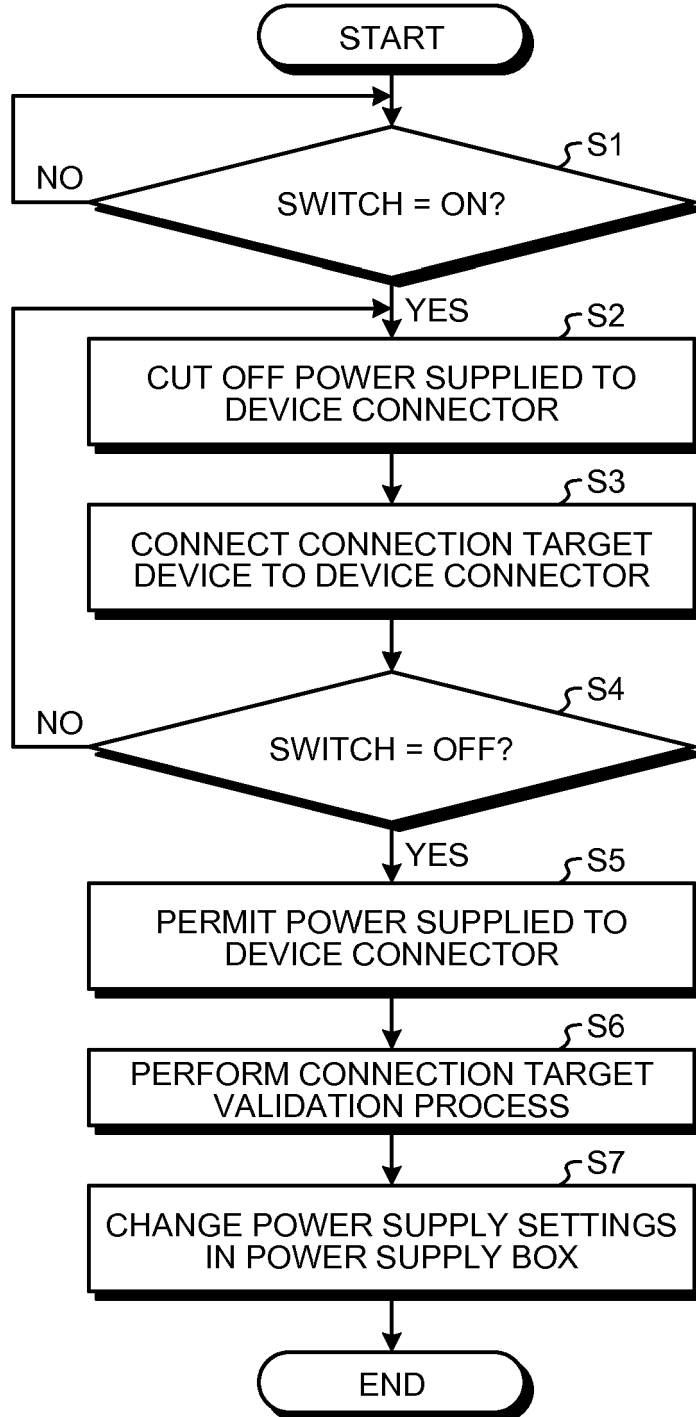 START
S1
NO
SWITCH = ON?
YES
S2
CUT OFF POWER SUPPLIED TO
DEVICE CONNECTOR
S3
CONNECT CONNECTION TARGET
DEVICE TO DEVICE CONNECTOR
S4
NO
SWITCH = OFF?
YES
S5
PERMIT POWER SUPPLIED TO
DEVICE CONNECTOR
S6
PERFORM CONNECTION TARGET
VALIDATION PROCESS
S7
CHANGE POWER SUPPLY SETTINGS
IN POWER SUPPLY BOX
END